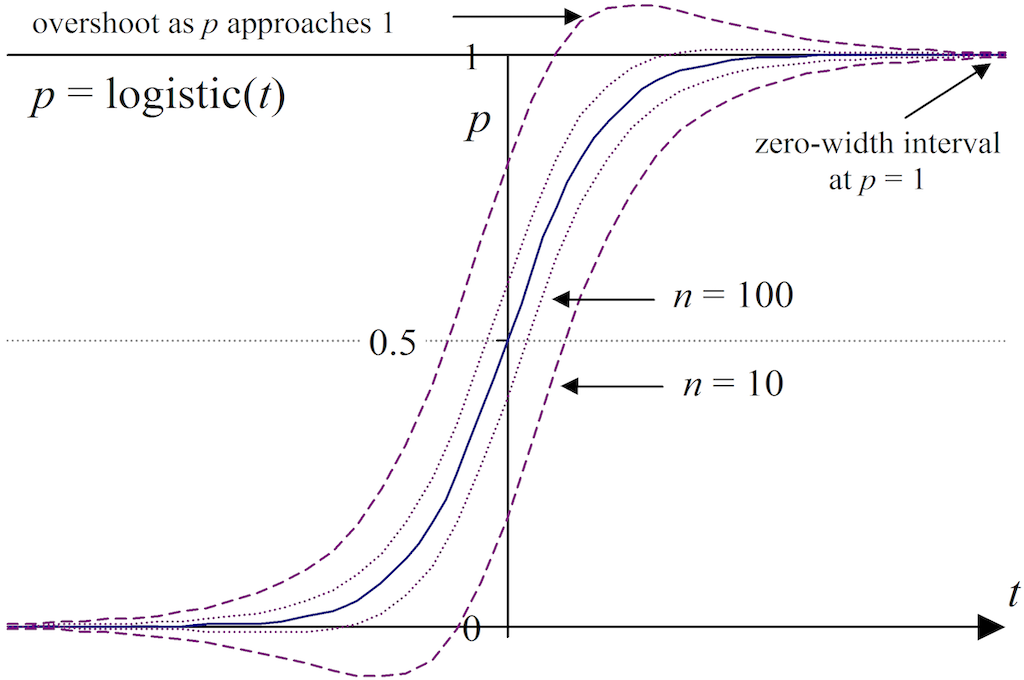 overshoot as p approaches 1
1
p = logistic(t)
p
zero-width interval
at p = 1
n = 100
0.5
n = 10
t
0